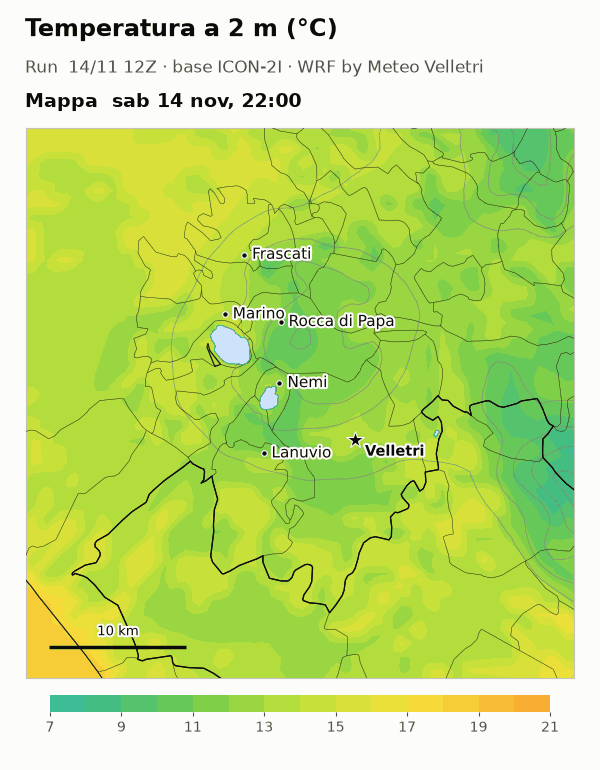 Temperatura a 2 m (°C)
Run  14/11 12Z · base ICON-2I · WRF by Meteo Velletri
Mappa  sab 14 nov, 22:00
Frascati
Marino
Rocca di Papa
Nemi
Velletri
Lanuvio
10 km
7 9 11 13 15 17 19 21